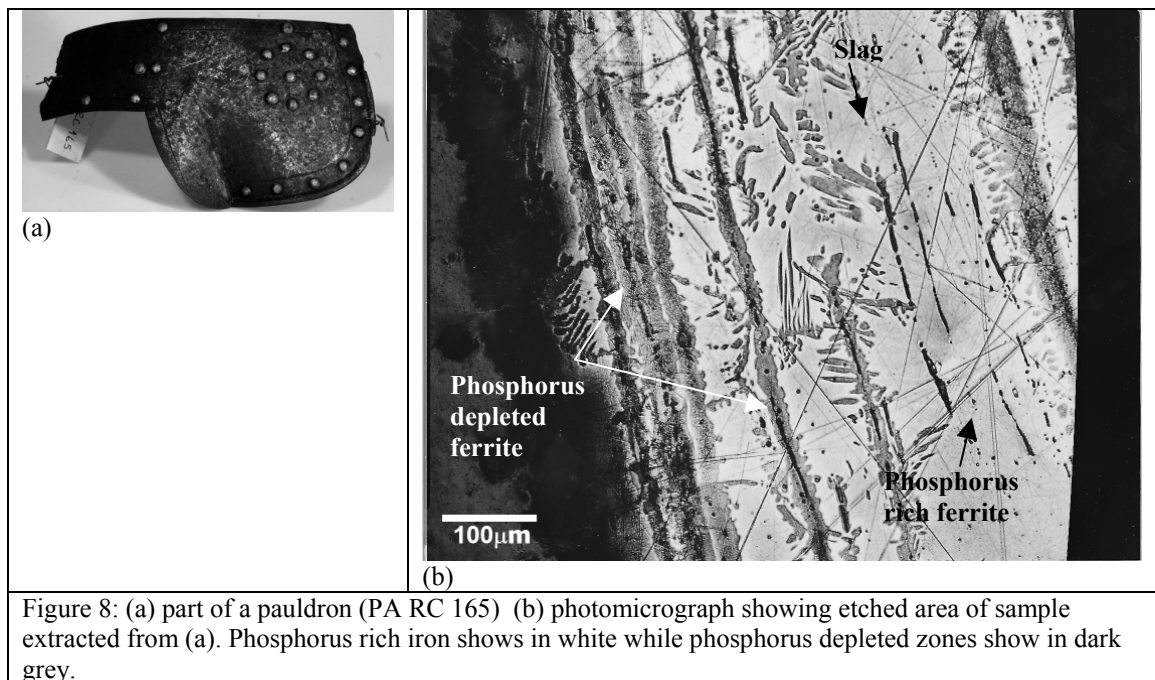 (a)
Slag
Phosphorus
depleted
ferrite
Phosphorus
rich ferrite
100μm
(b)
Figure 8: (a) part of a pauldron (PA RC 165)  (b) photomicrograph showing etched area of sample
extracted from (a). Phosphorus rich iron shows in white while phosphorus depleted zones show in dark
grey.